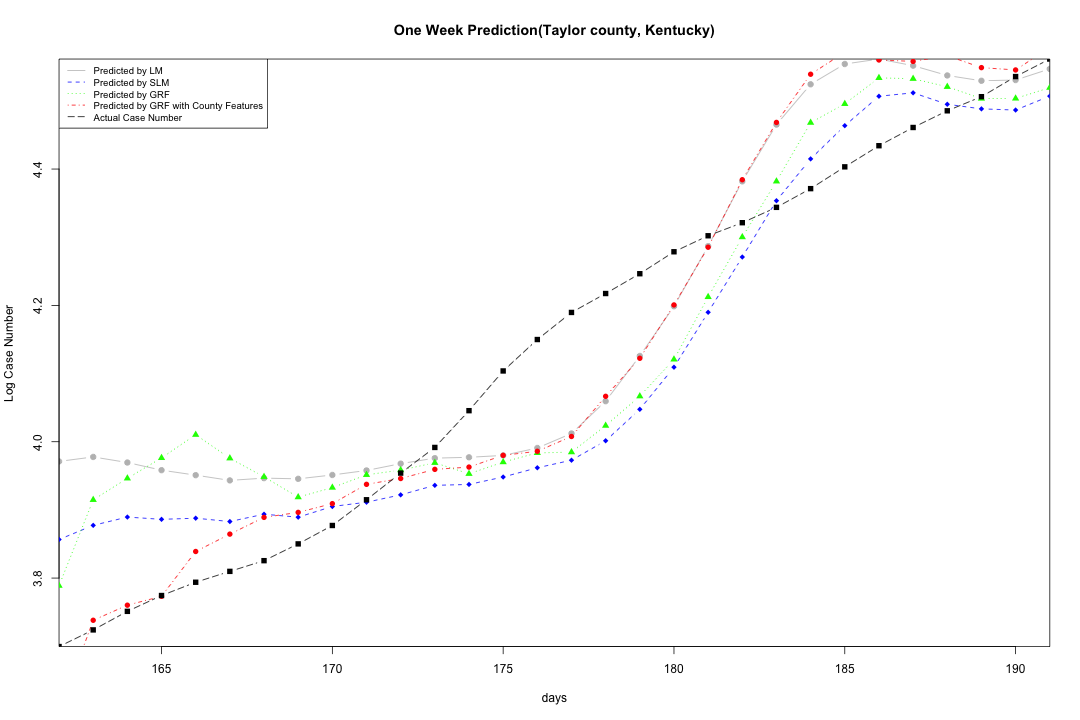 One Week Prediction(Taylor county, Kentucky)
Predicted by LM
Predicted by SLM
Predicted by GRF
Predicted by GRF with County Features
Actual Case Number
4.4
4.2
4.0
3.8
Log Case Number
165 170 175 180 185 190
days